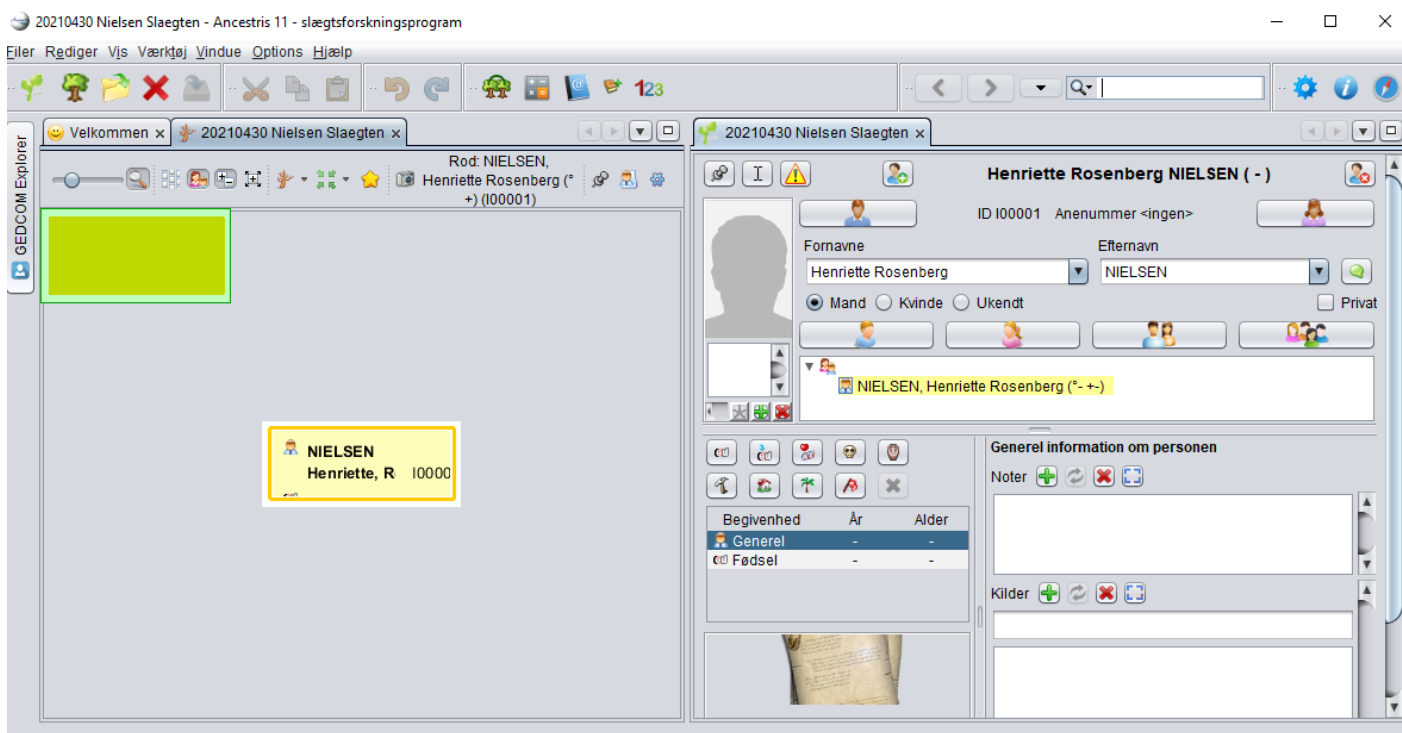 20210430 Nielsen Slaegten - Ancestris 11 - slægtsforskningsprogram
Filer Rediger Vis Værktøj Vindue Options Hjælp
123
GEDCOM Explorer
Velkommen
20210430 Nielsen Slaegten
Rod: NIELSEN,
Henriette Rosenberg (*
+) (I00001)
NIELSEN
Henriette, R I0000
20210430 Nielsen Slaegten
Henriette Rosenberg NIELSEN ( - )
ID I00001 Anenummer <ingen>
Fornavne Efternavn
Henriette Rosenberg NIELSEN
Mand Kvinde Ukendt Privat
NIELSEN, Henriette Rosenberg (°- +-)
Begivenhed År Alder
Generel - -
Fødsel - -
Generel information om personen
Noter
Kilder